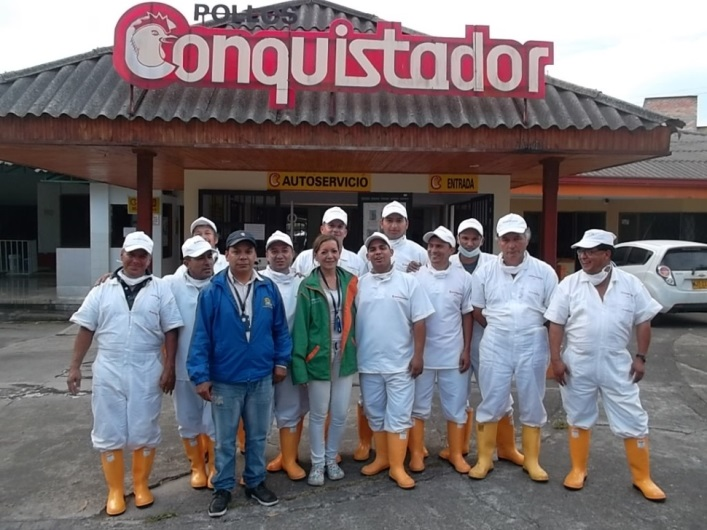 POLLOS
Conquistador
AUTOSERVICIO
ENTRADA